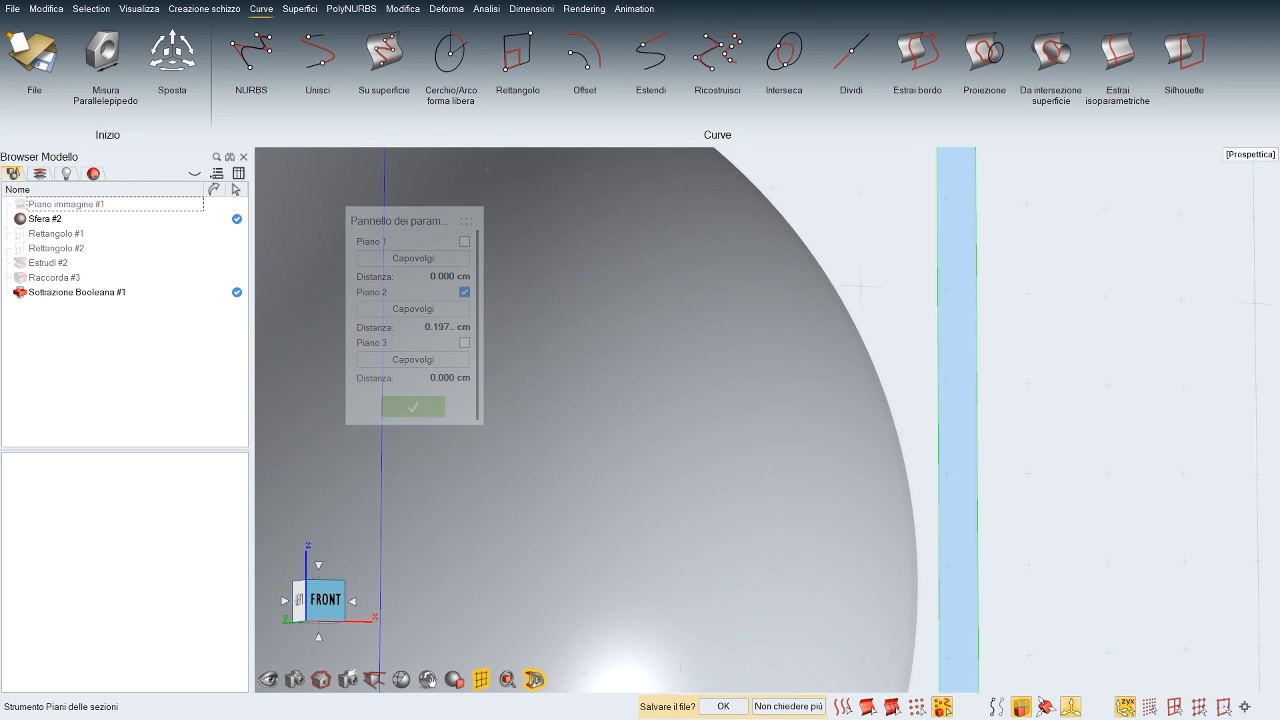 File Modifica Selection Visualizza Creazione schizzo Curve Superfici PolyNURBS Modifica Deforma Analisi Dimensioni Rendering Animation
File
Misura Parallelepipedo
Sposta
NURBS
Unisci
Su superficie
Cerchio/Arco forma libera
Rettangolo
Offset
Estendi
Ricostruisci
Interseca
Dividi
Estrai bordo
Proiezione
Da intersezione superficie
Estrai isoparametriche
Silhouette
Inizio
Curve
Browser Modello
Nome
Piano immagine #1
Sfera #2
Rettangolo #1
Rettangolo #2
Estrudi #2
Raccorda #3
Sottrazione Booleana #1
[Prospettica]
Pannello dei param...
Piano 1
Capovolgi
Distanza: 0.000 cm
Piano 2
Capovolgi
Distanza: 0.197.. cm
Piano 3
Capovolgi
Distanza: 0.000 cm
z
FRONT
x
Strumento Piani delle sezioni
Salvare il file? OK Non chiedere più
zyx